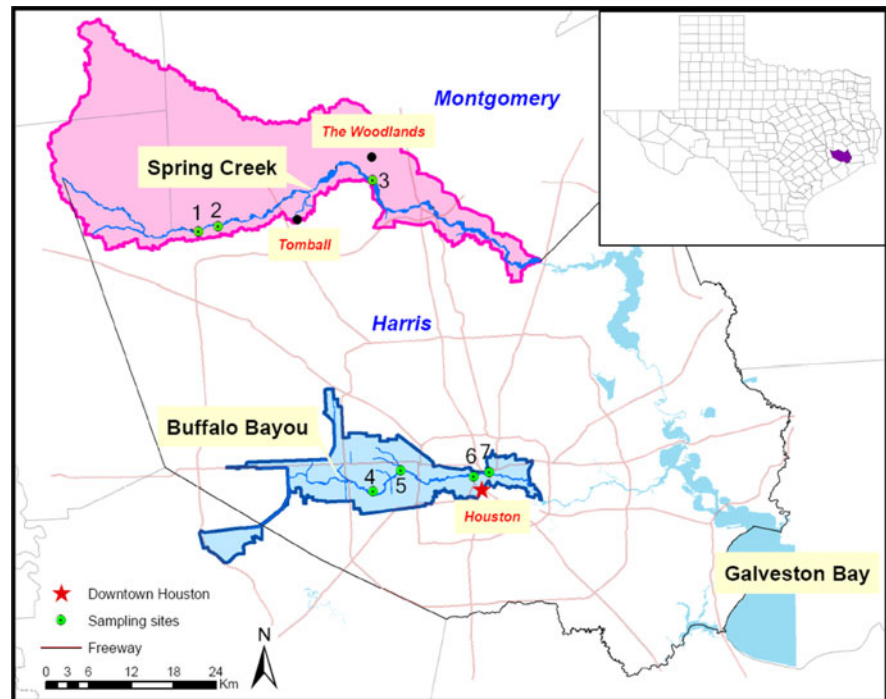 Montgomery
The Woodlands
Spring Creek
3
1 2
Tomball
Harris
Buffalo Bayou
7
6
4
5
Houston
Galveston Bay
Downtown Houston
Sampling sites
Freeway
N
0 3 6 12 18 24
Km